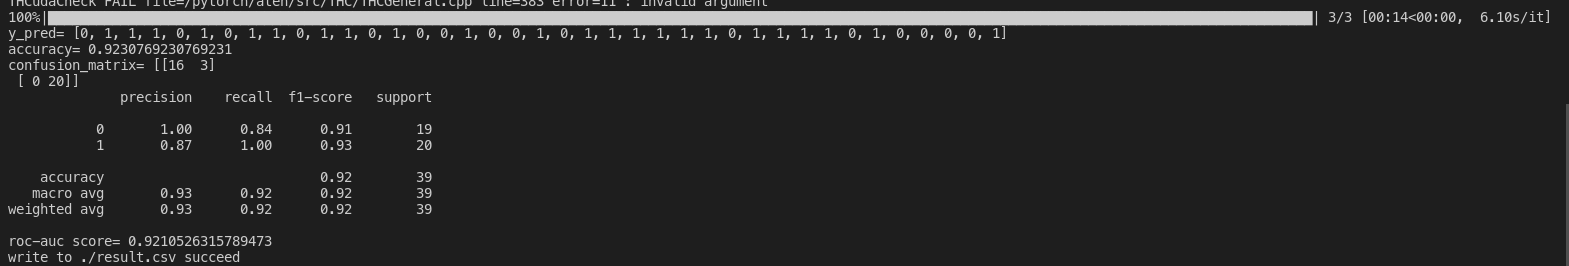 THCudaCheck FAIL file=/pytorch/aten/src/THC/THCGeneral.cpp line=383 error=11 : invalid argument
100%| | 3/3 [00:14<00:00,  6.10s/it]
y_pred= [0, 1, 1, 1, 0, 1, 0, 1, 1, 0, 1, 1, 0, 1, 0, 0, 1, 0, 0, 1, 0, 1, 1, 1, 1, 1, 1, 0, 1, 1, 1, 1, 0, 1, 0, 0, 0, 0, 1]
accuracy= 0.9230769230769231
confusion_matrix= [[16  3]
 [ 0 20]]
              precision    recall  f1-score   support
           0       1.00      0.84      0.91        19
           1       0.87      1.00      0.93        20
    accuracy                           0.92        39
   macro avg       0.93      0.92      0.92        39
weighted avg       0.93      0.92      0.92        39
roc-auc score= 0.9210526315789473
write to ./result.csv succeed